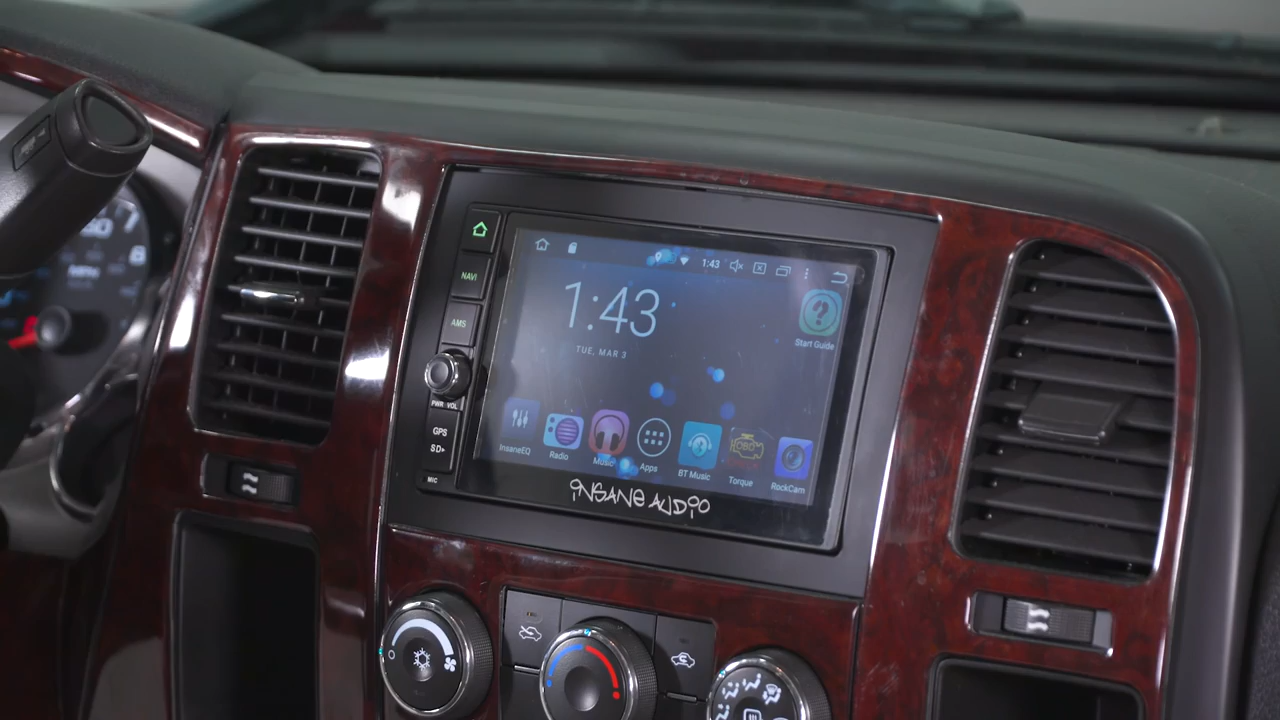 NAVI
AMS
PWR VOL
GPS
SD
MIC
1:43
1:43
TUE, MAR 3
Start Guide
InsaneEQ
Radio
Music
Apps
BT Music
OBD
Torque
RockCam
INSANE AUDIO